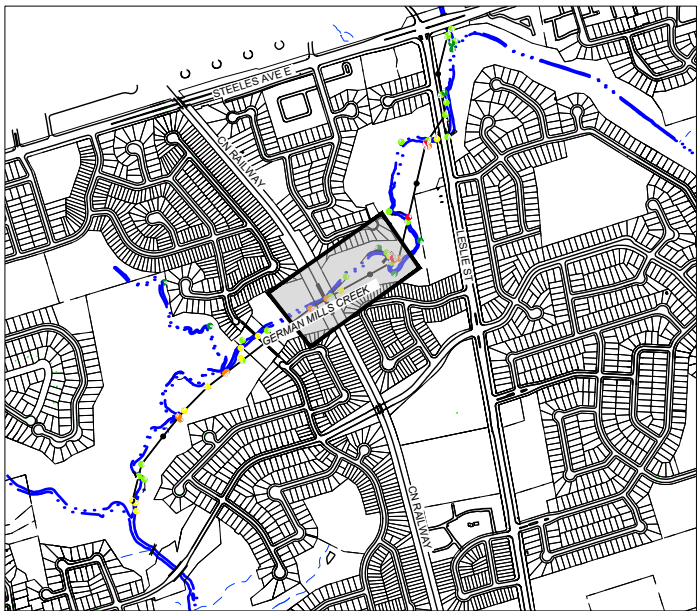 STEELES AVE E
CN RAILWAY
LESLIE ST
GERMAN MILLS CREEK
CN RAILWAY